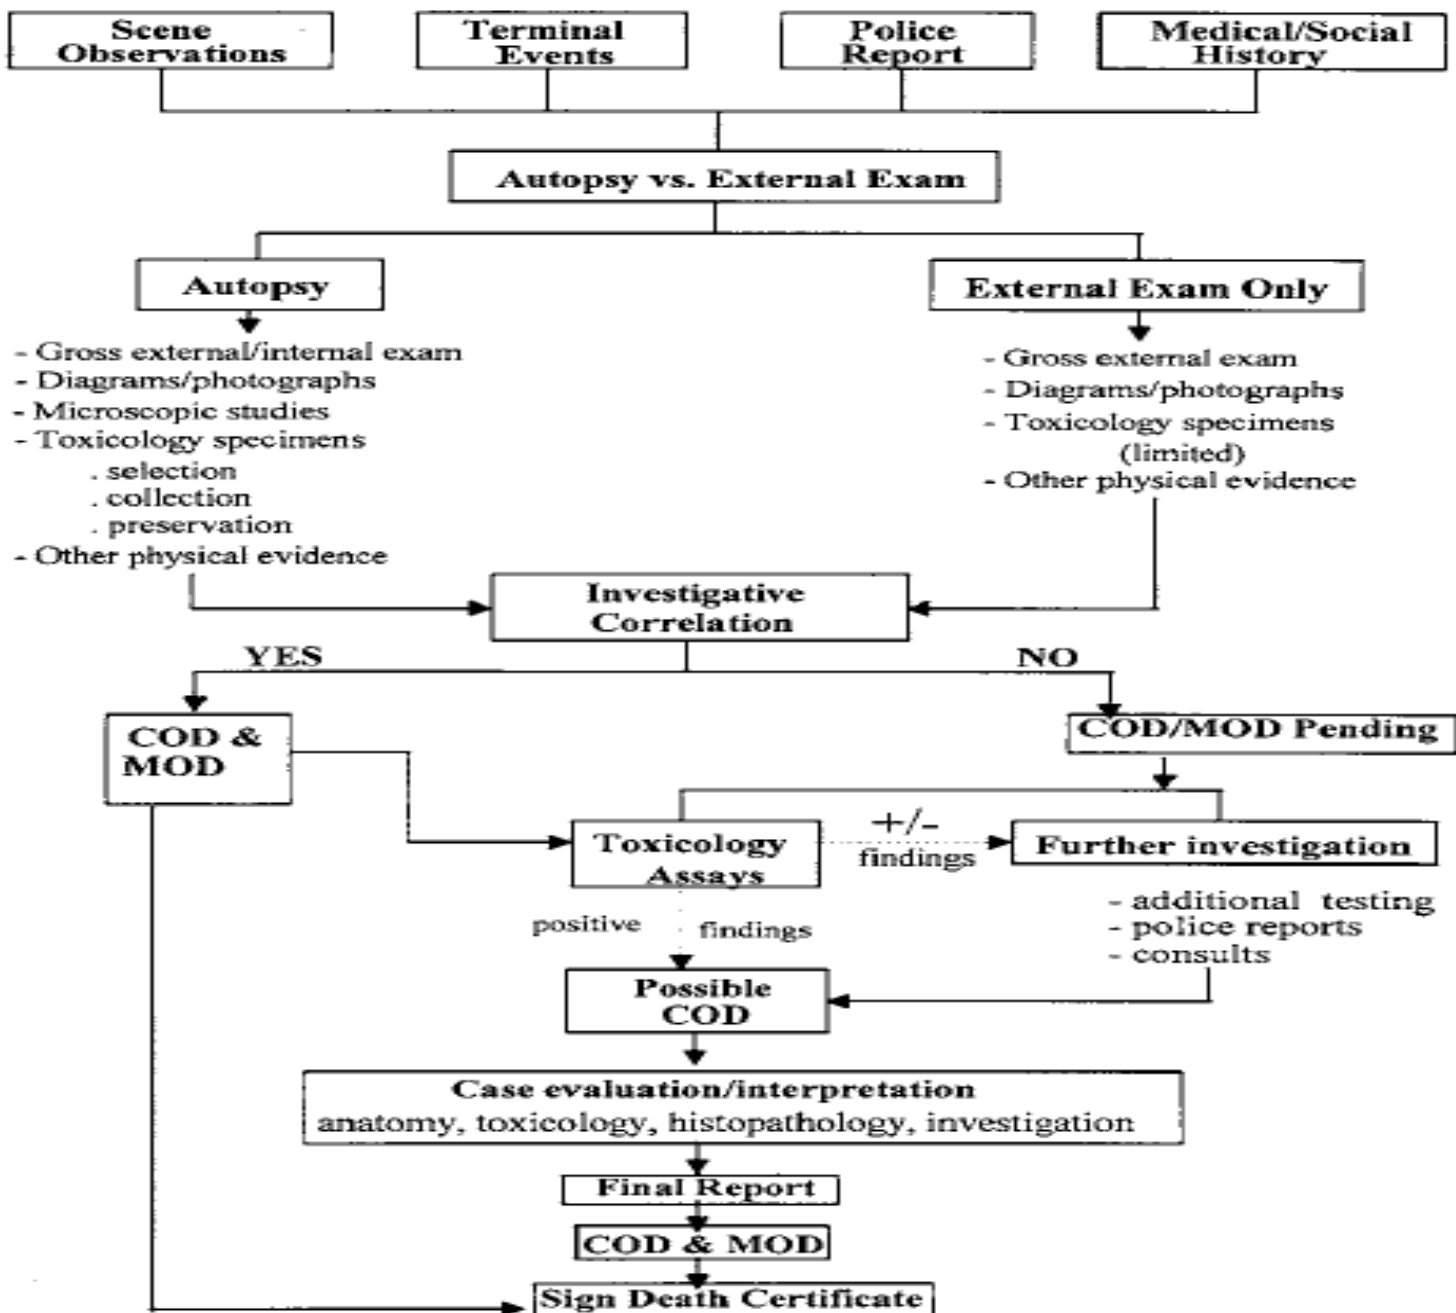 Scene
Observations
Terminal
Events
Police
Report
Medical/Social
History
Autopsy vs. External Exam
Autopsy
External Exam Only
- Gross external/internal exam
- Diagrams/photographs
- Microscopic studies
- Toxicology specimens
. selection
. collection
. preservation
- Other physical evidence
- Gross external exam
- Diagrams/photographs
- Toxicology specimens
(limited)
- Other physical evidence
Investigative
Correlation
YES
NO
COD &
MOD
COD/MOD Pending
Toxicology
Assays
+/-
findings
Further investigation
- additional testing
- police reports
- consults
positive findings
Possible
COD
Case evaluation/interpretation
anatomy, toxicology, histopathology, investigation
Final Report
COD & MOD
Sign Death Certificate